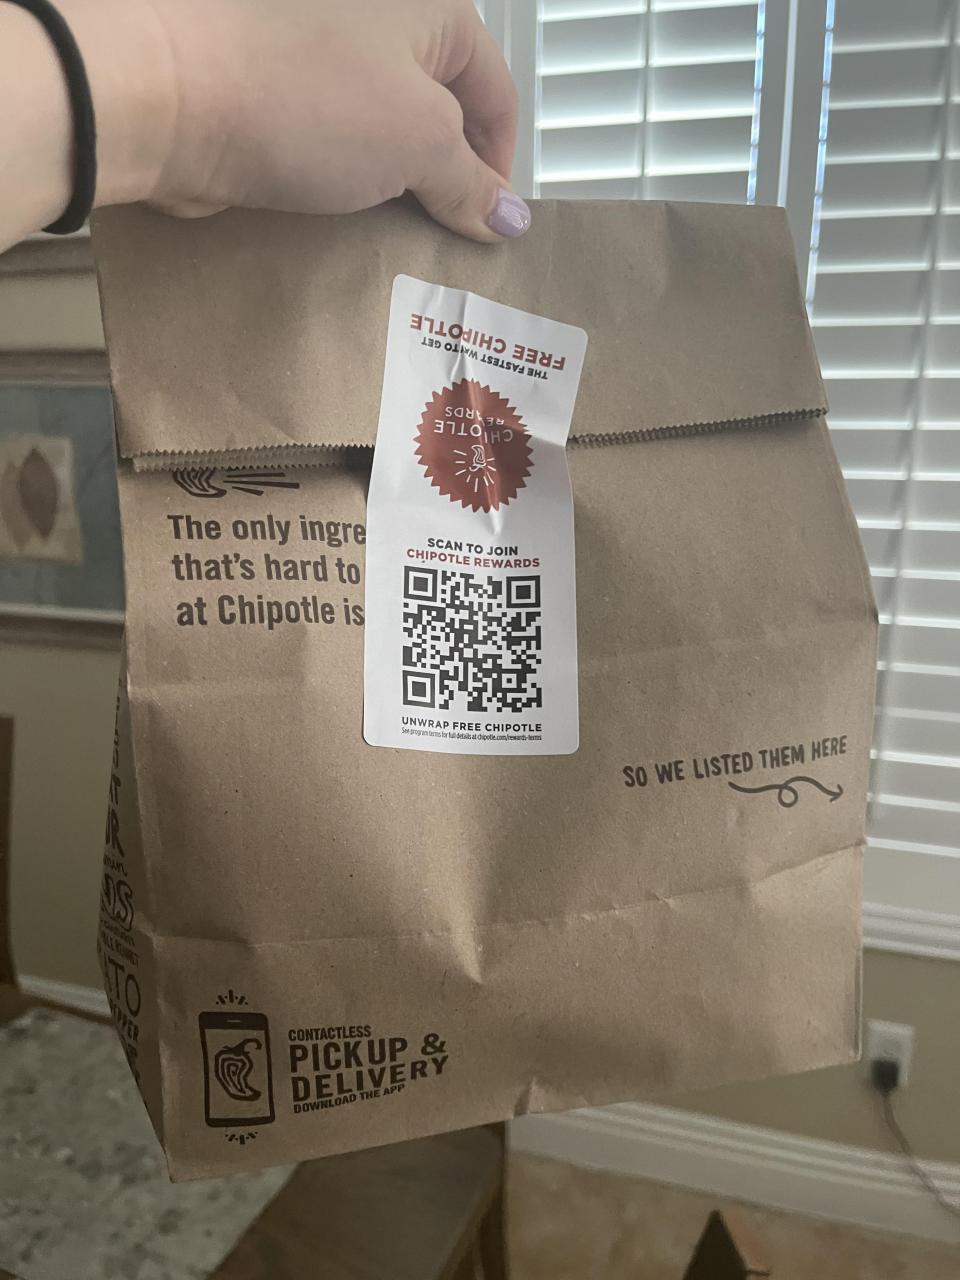 THE FASTEST WAY TO GET
FREE CHIPOTLE
CHIPOTLE
REWARDS
SCAN TO JOIN
CHIPOTLE REWARDS
UNWRAP FREE CHIPOTLE
See program terms for full details at chipotle.com/rewards-terms
The only ingre
that's hard to
at Chipotle is
SO WE LISTED THEM HERE
CONTACTLESS
PICKUP &
DELIVERY
DOWNLOAD THE APP